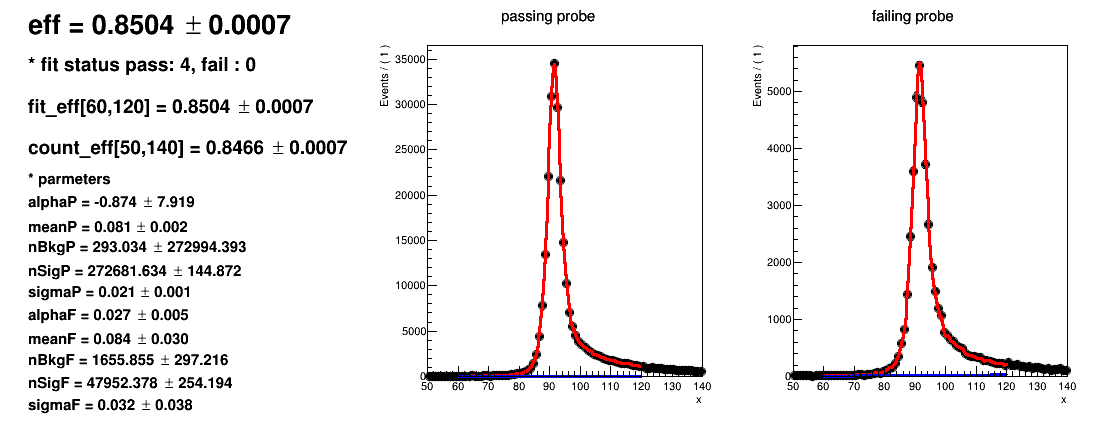 eff = 0.8504 ± 0.0007
* fit status pass: 4, fail : 0
fit_eff[60,120] = 0.8504 ± 0.0007
count_eff[50,140] = 0.8466 ± 0.0007
* parmeters
alphaP = -0.874 ± 7.919
meanP = 0.081 ± 0.002
nBkgP = 293.034 ± 272994.393
nSigP = 272681.634 ± 144.872
sigmaP = 0.021 ± 0.001
alphaF = 0.027 ± 0.005
meanF = 0.084 ± 0.030
nBkgF = 1655.855 ± 297.216
nSigF = 47952.378 ± 254.194
sigmaF = 0.032 ± 0.038
passing probe
Events / ( 1 )
35000
30000
25000
20000
15000
10000
5000
0
50 60 70 80 90 100 110 120 130 140
x
failing probe
Events / ( 1 )
5000
4000
3000
2000
1000
0
50 60 70 80 90 100 110 120 130 140
x